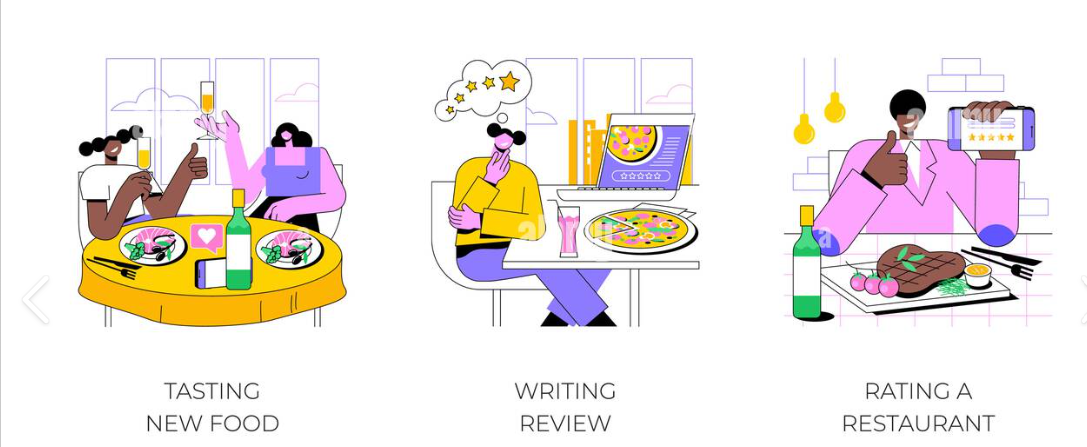 TASTING
NEW FOOD
WRITING
REVIEW
RATING A
RESTAURANT